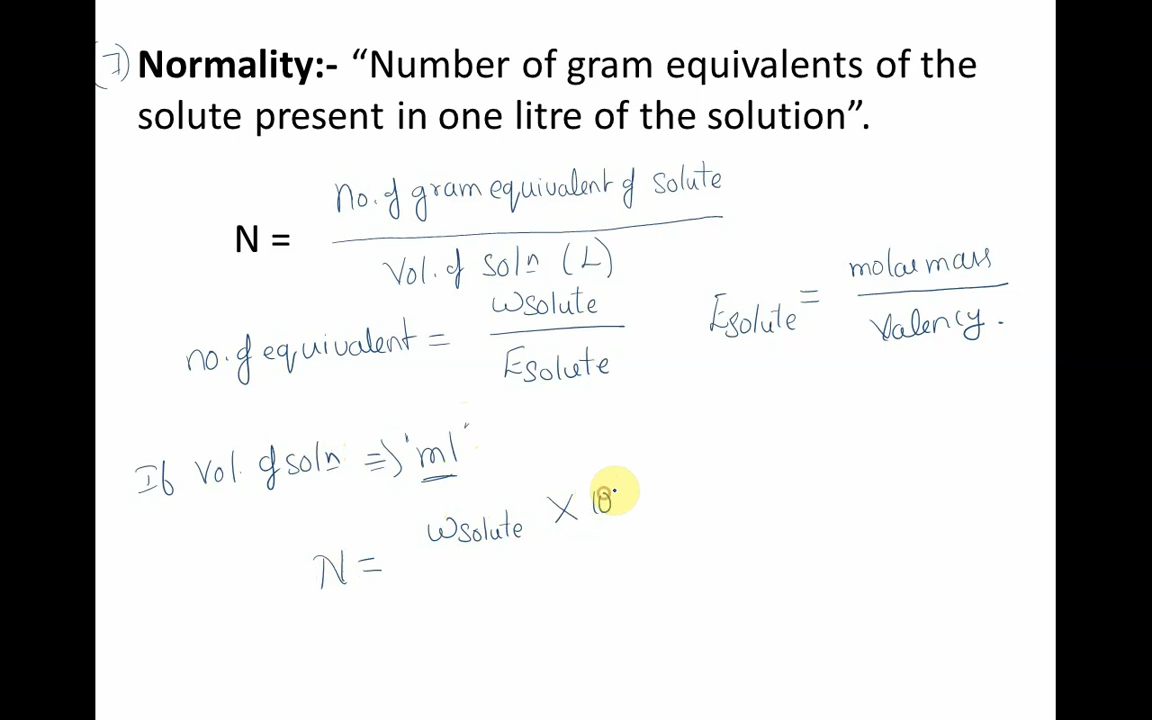 (7) Normality:- “Number of gram equivalents of the
solute present in one litre of the solution”.
N = No. of gram equivalent of solute
Vol. of soln (L)
no. of equivalent = Wsolute
Esolute
Esolute = molar mass
Valency.
If Vol. of soln ⇒ 'ml'
N = Wsolute × 10